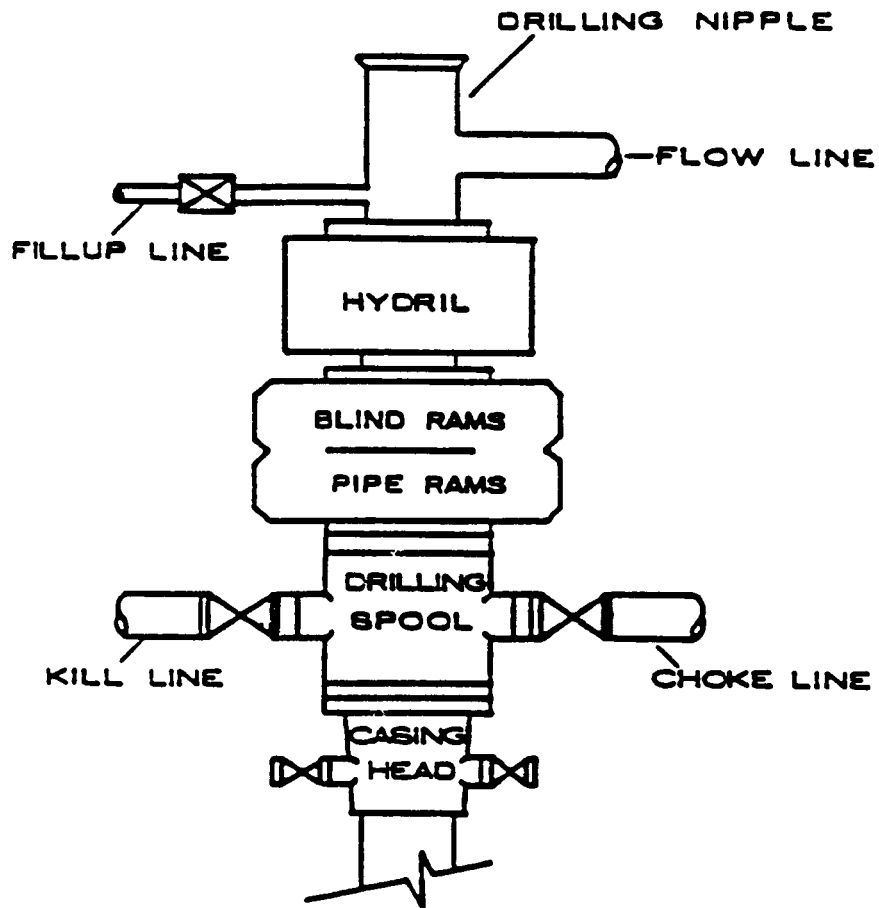 DRILLING NIPPLE
FLOW LINE
FILLUP LINE
HYDRIL
BLIND RAMS
PIPE RAMS
DRILLING
SPOOL
KILL LINE
CHOKE LINE
CASING
HEAD